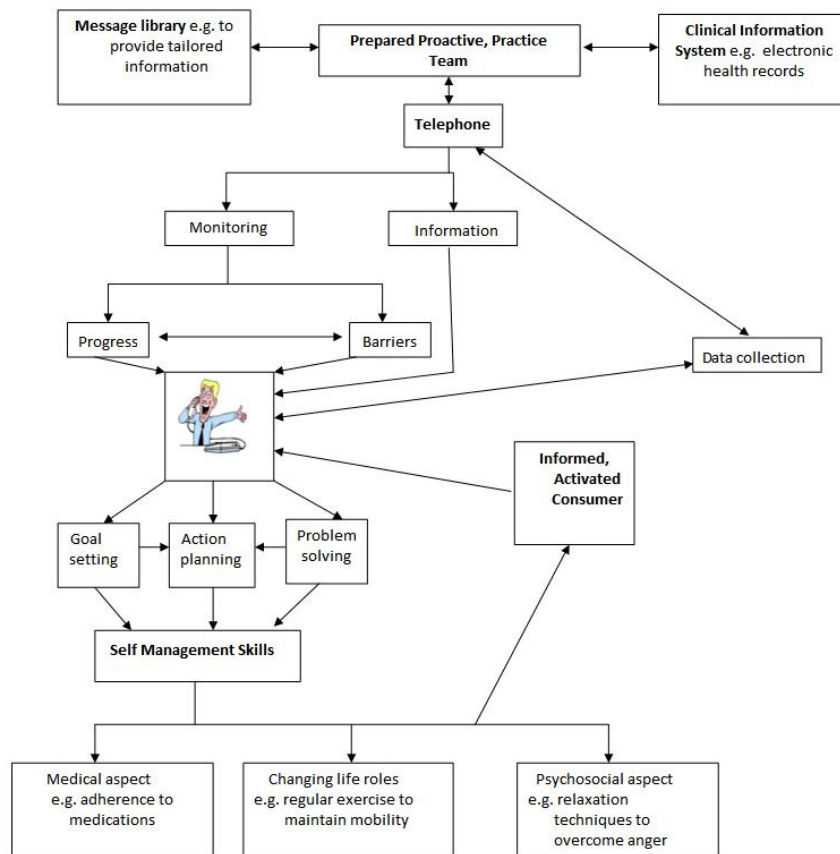 Message library e.g. to
provide tailored
information
Prepared Proactive, Practice
Team
Clinical Information
System e.g. electronic
health records
Telephone
Monitoring
Information
Progress
Barriers
Data collection
Informed,
Activated
Consumer
Goal
setting
Action
planning
Problem
solving
Self Management Skills
Medical aspect
e.g. adherence to
medications
Changing life roles
e.g. regular exercise to
maintain mobility
Psychosocial aspect
e.g. relaxation
techniques to
overcome anger